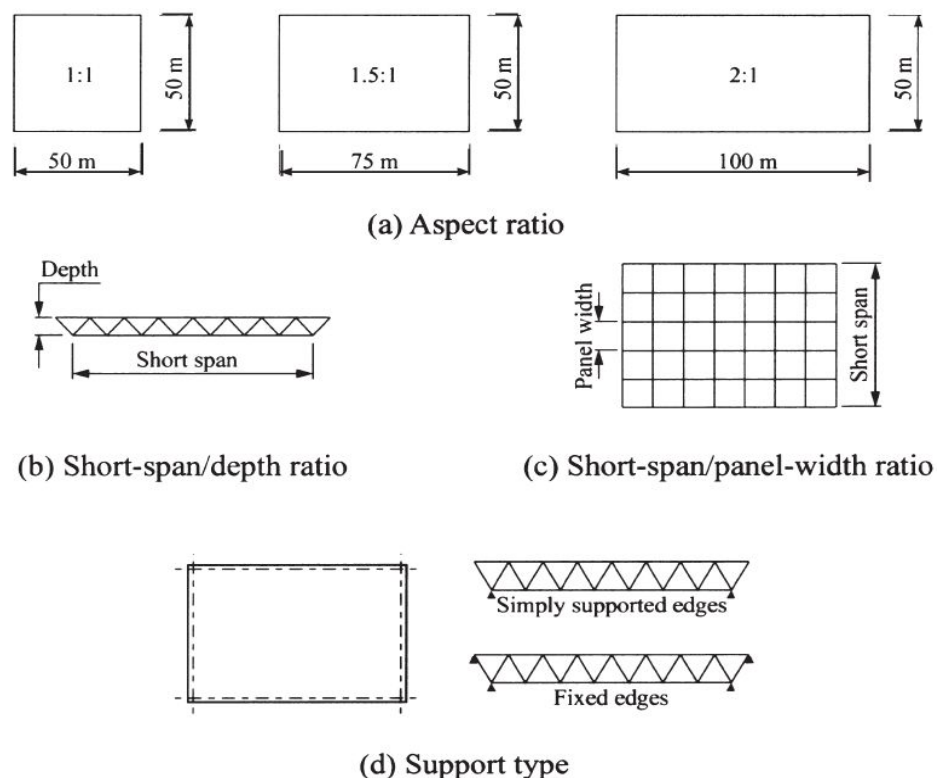 1:1
50 m
50 m
1.5:1
50 m
75 m
2:1
50 m
100 m
(a) Aspect ratio
Depth
Short span
(b) Short-span/depth ratio
Panel width
Short span
(c) Short-span/panel-width ratio
Simply supported edges
Fixed edges
(d) Support type